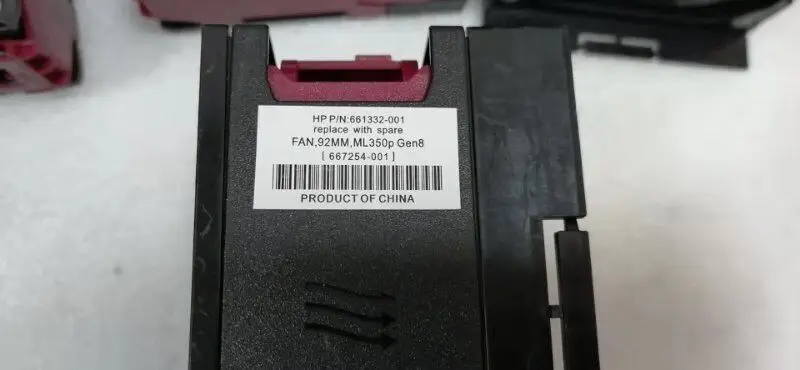 HP P/N:661332-001
replace with spare
FAN,92MM,ML350p Gen8
[ 667254-001 ]
PRODUCT OF CHINA